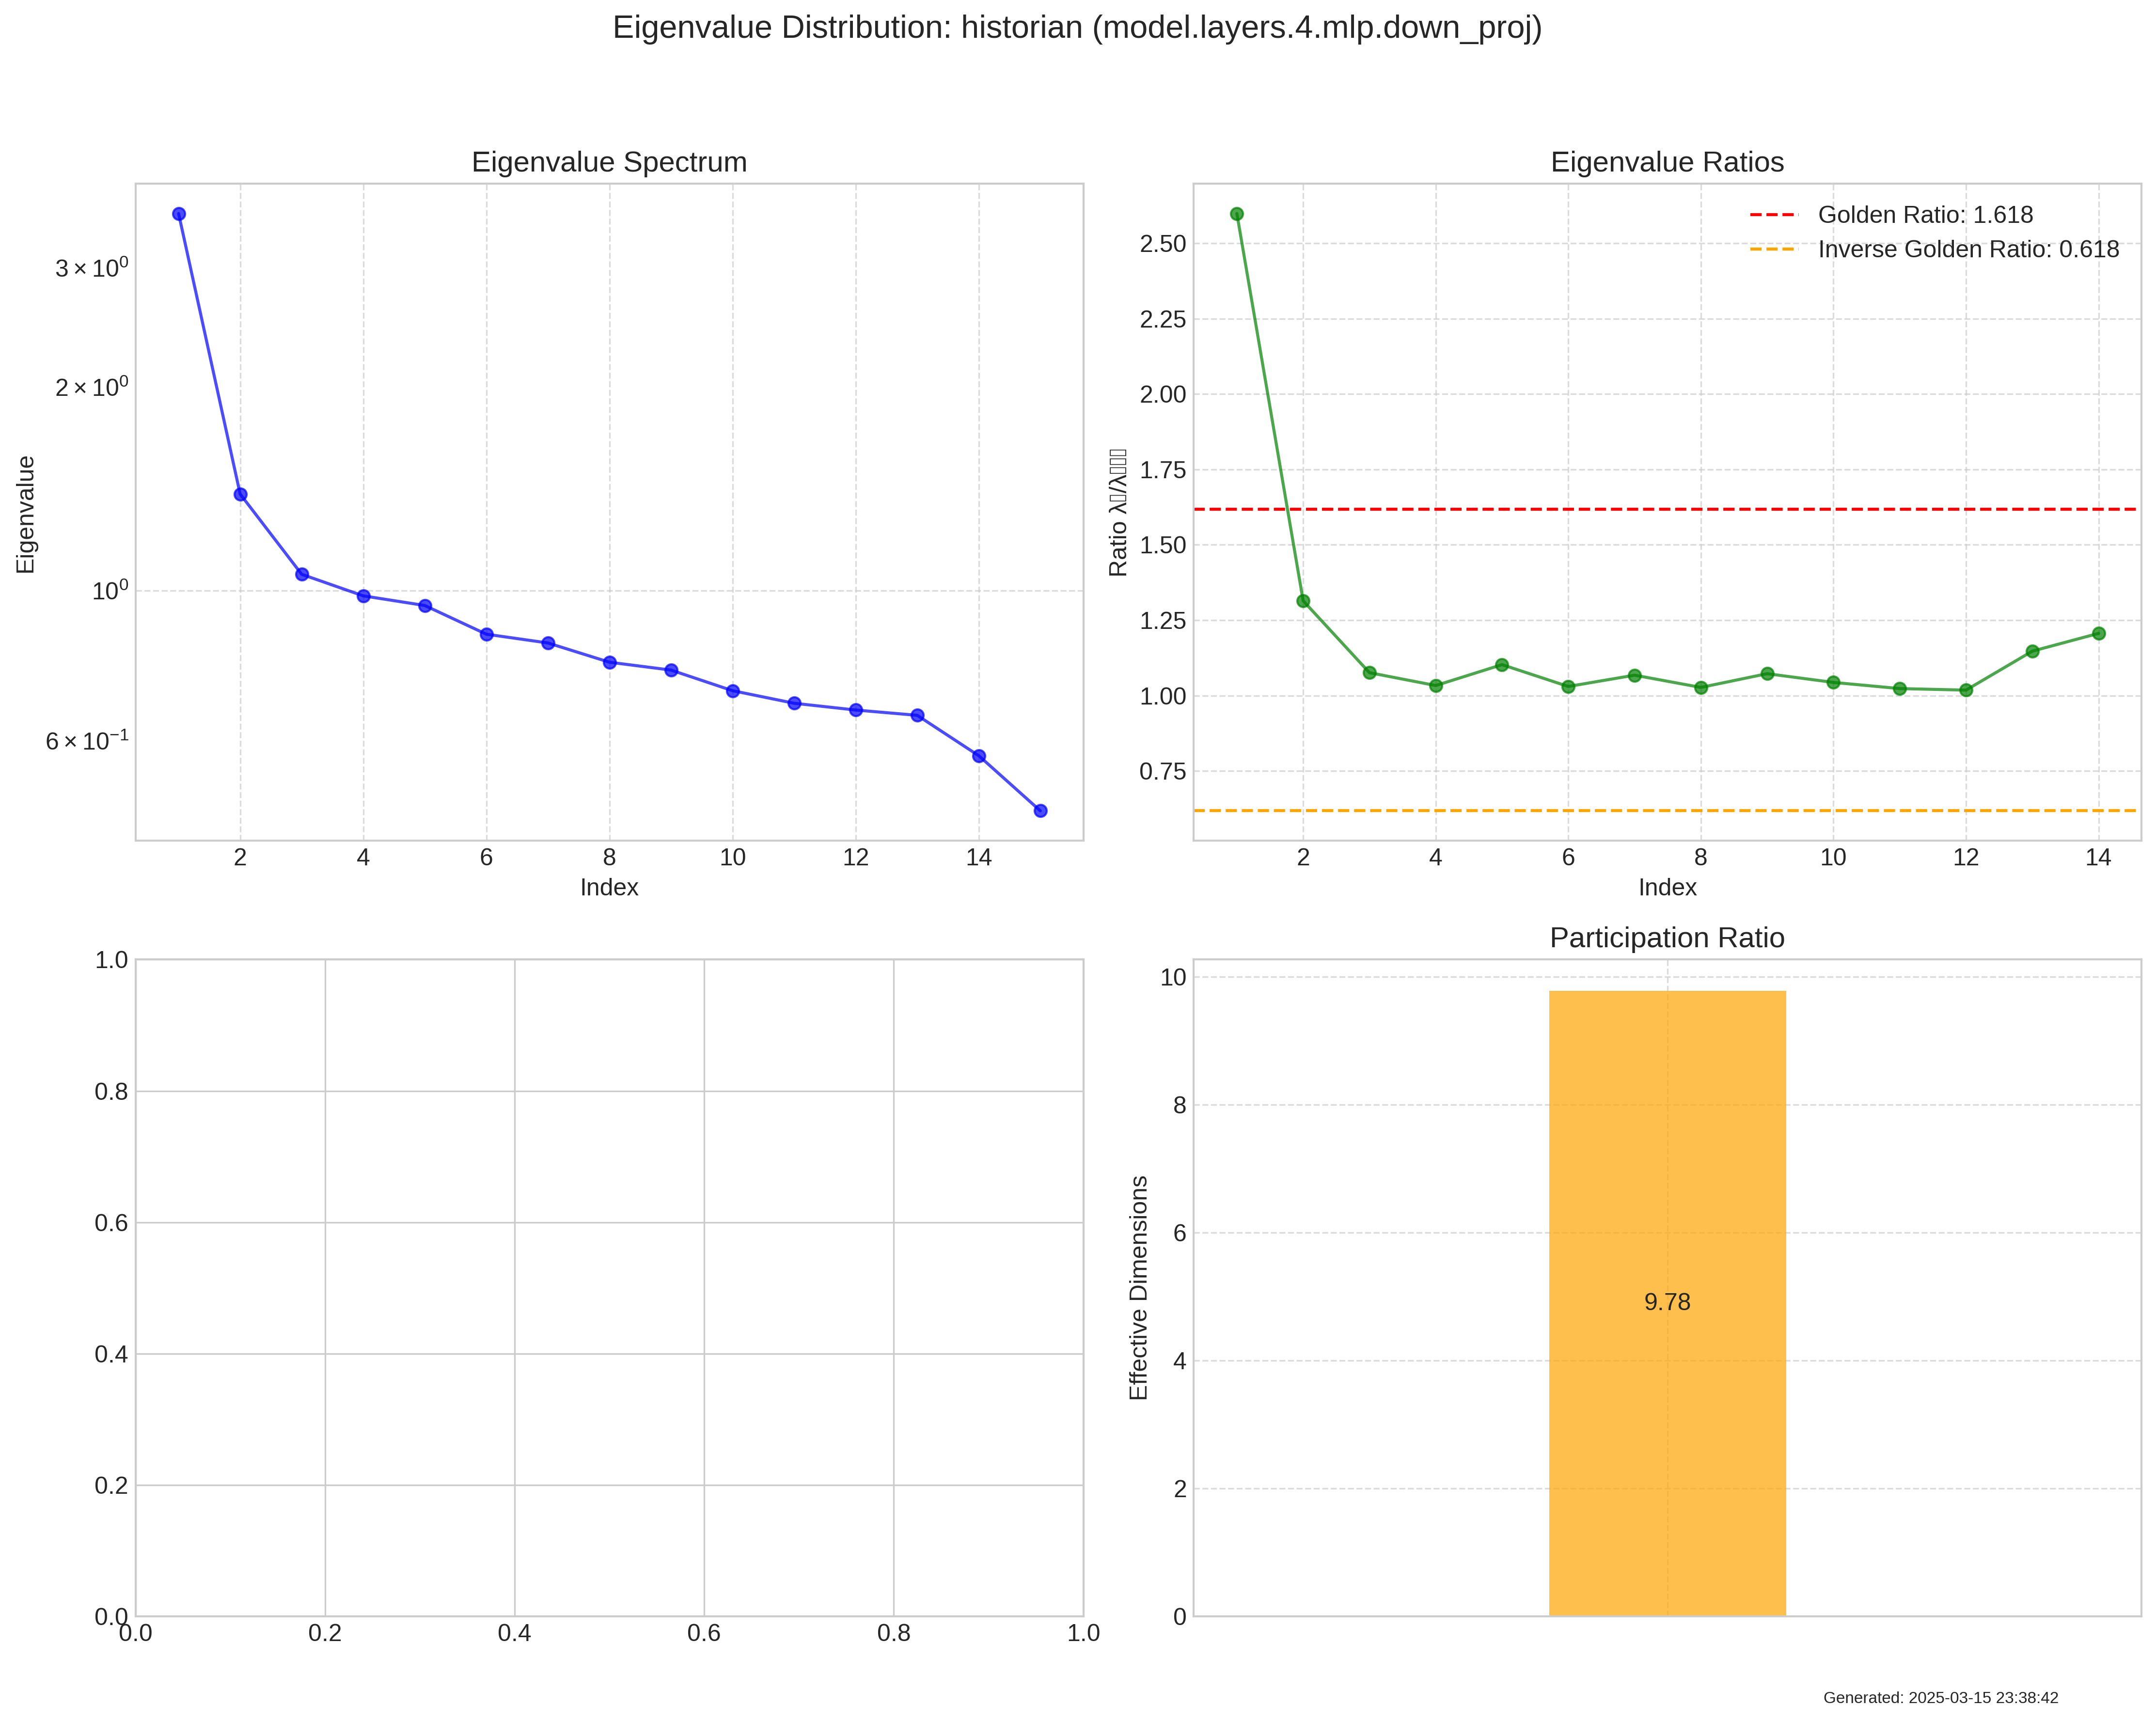 Eigenvalue Distribution: historian (model.layers.4.mlp.down_proj)
Eigenvalue Spectrum
3 × 10⁰
2 × 10⁰
10⁰
6 × 10⁻¹
Eigenvalue
2 4 6 8 10 12 14
Index
Eigenvalue Ratios
Golden Ratio: 1.618
Inverse Golden Ratio: 0.618
2.50
2.25
2.00
1.75
1.50
1.25
1.00
0.75
Ratio λ▯/λ▯▯▯
2 4 6 8 10 12 14
Index
1.0
0.8
0.6
0.4
0.2
0.0
0.0 0.2 0.4 0.6 0.8 1.0
Participation Ratio
10
8
6
4
2
0
Effective Dimensions
9.78
Generated: 2025-03-15 23:38:42